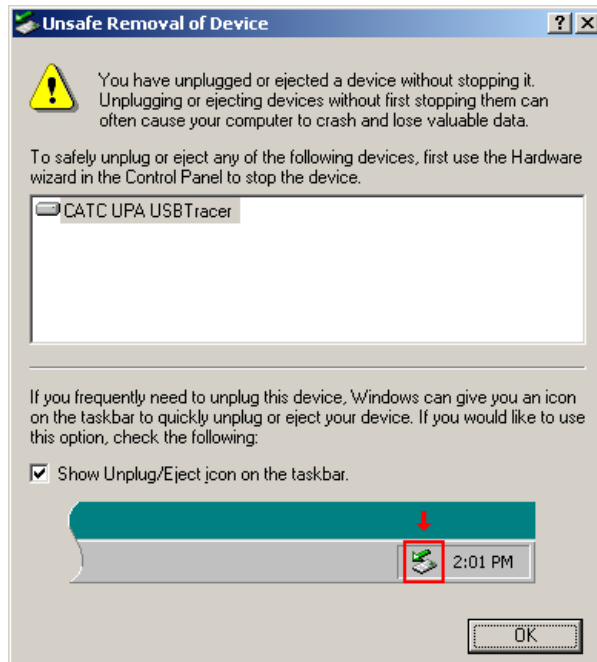 Unsafe Removal of Device
You have unplugged or ejected a device without stopping it.
Unplugging or ejecting devices without first stopping them can
often cause your computer to crash and lose valuable data.
To safely unplug or eject any of the following devices, first use the Hardware
wizard in the Control Panel to stop the device.
CATC UPA USBTracer
If you frequently need to unplug this device, Windows can give you an icon
on the taskbar to quickly unplug or eject your device. If you would like to use
this option, check the following:
Show Unplug/Eject icon on the taskbar.
2:01 PM
OK